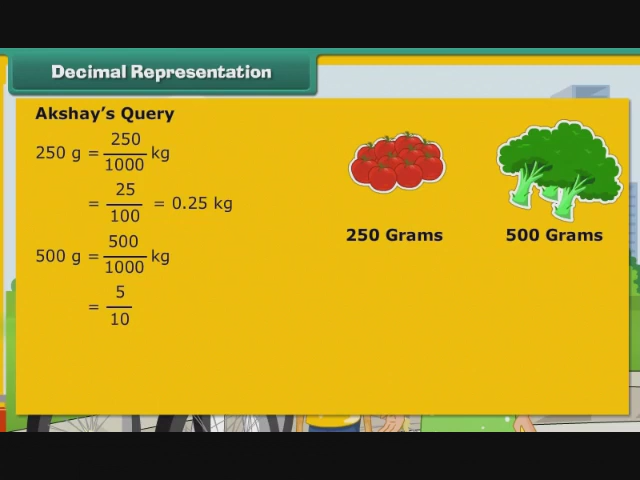 Decimal Representation
Akshay's Query
250 g = 250/1000 kg
= 25/100 = 0.25 kg
500 g = 500/1000 kg
= 5/10
250 Grams
500 Grams